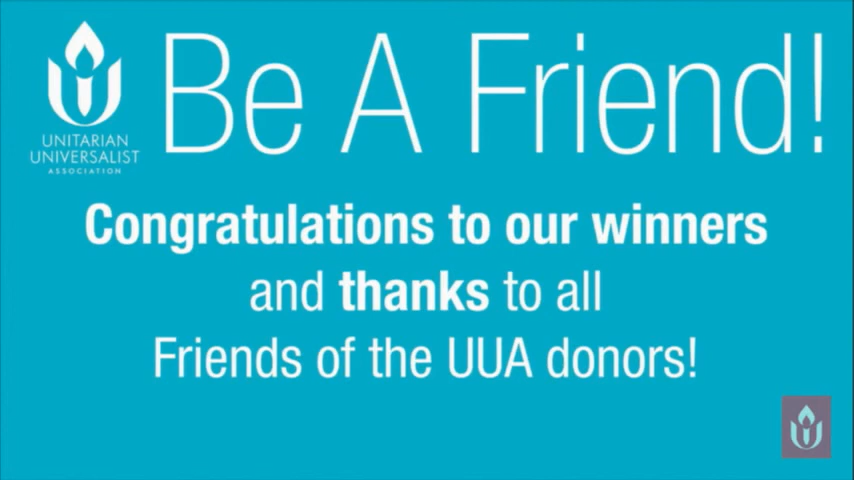 Be A Friend!
UNITARIAN
UNIVERSALIST
ASSOCIATION
Congratulations to our winners
and thanks to all
Friends of the UUA donors!